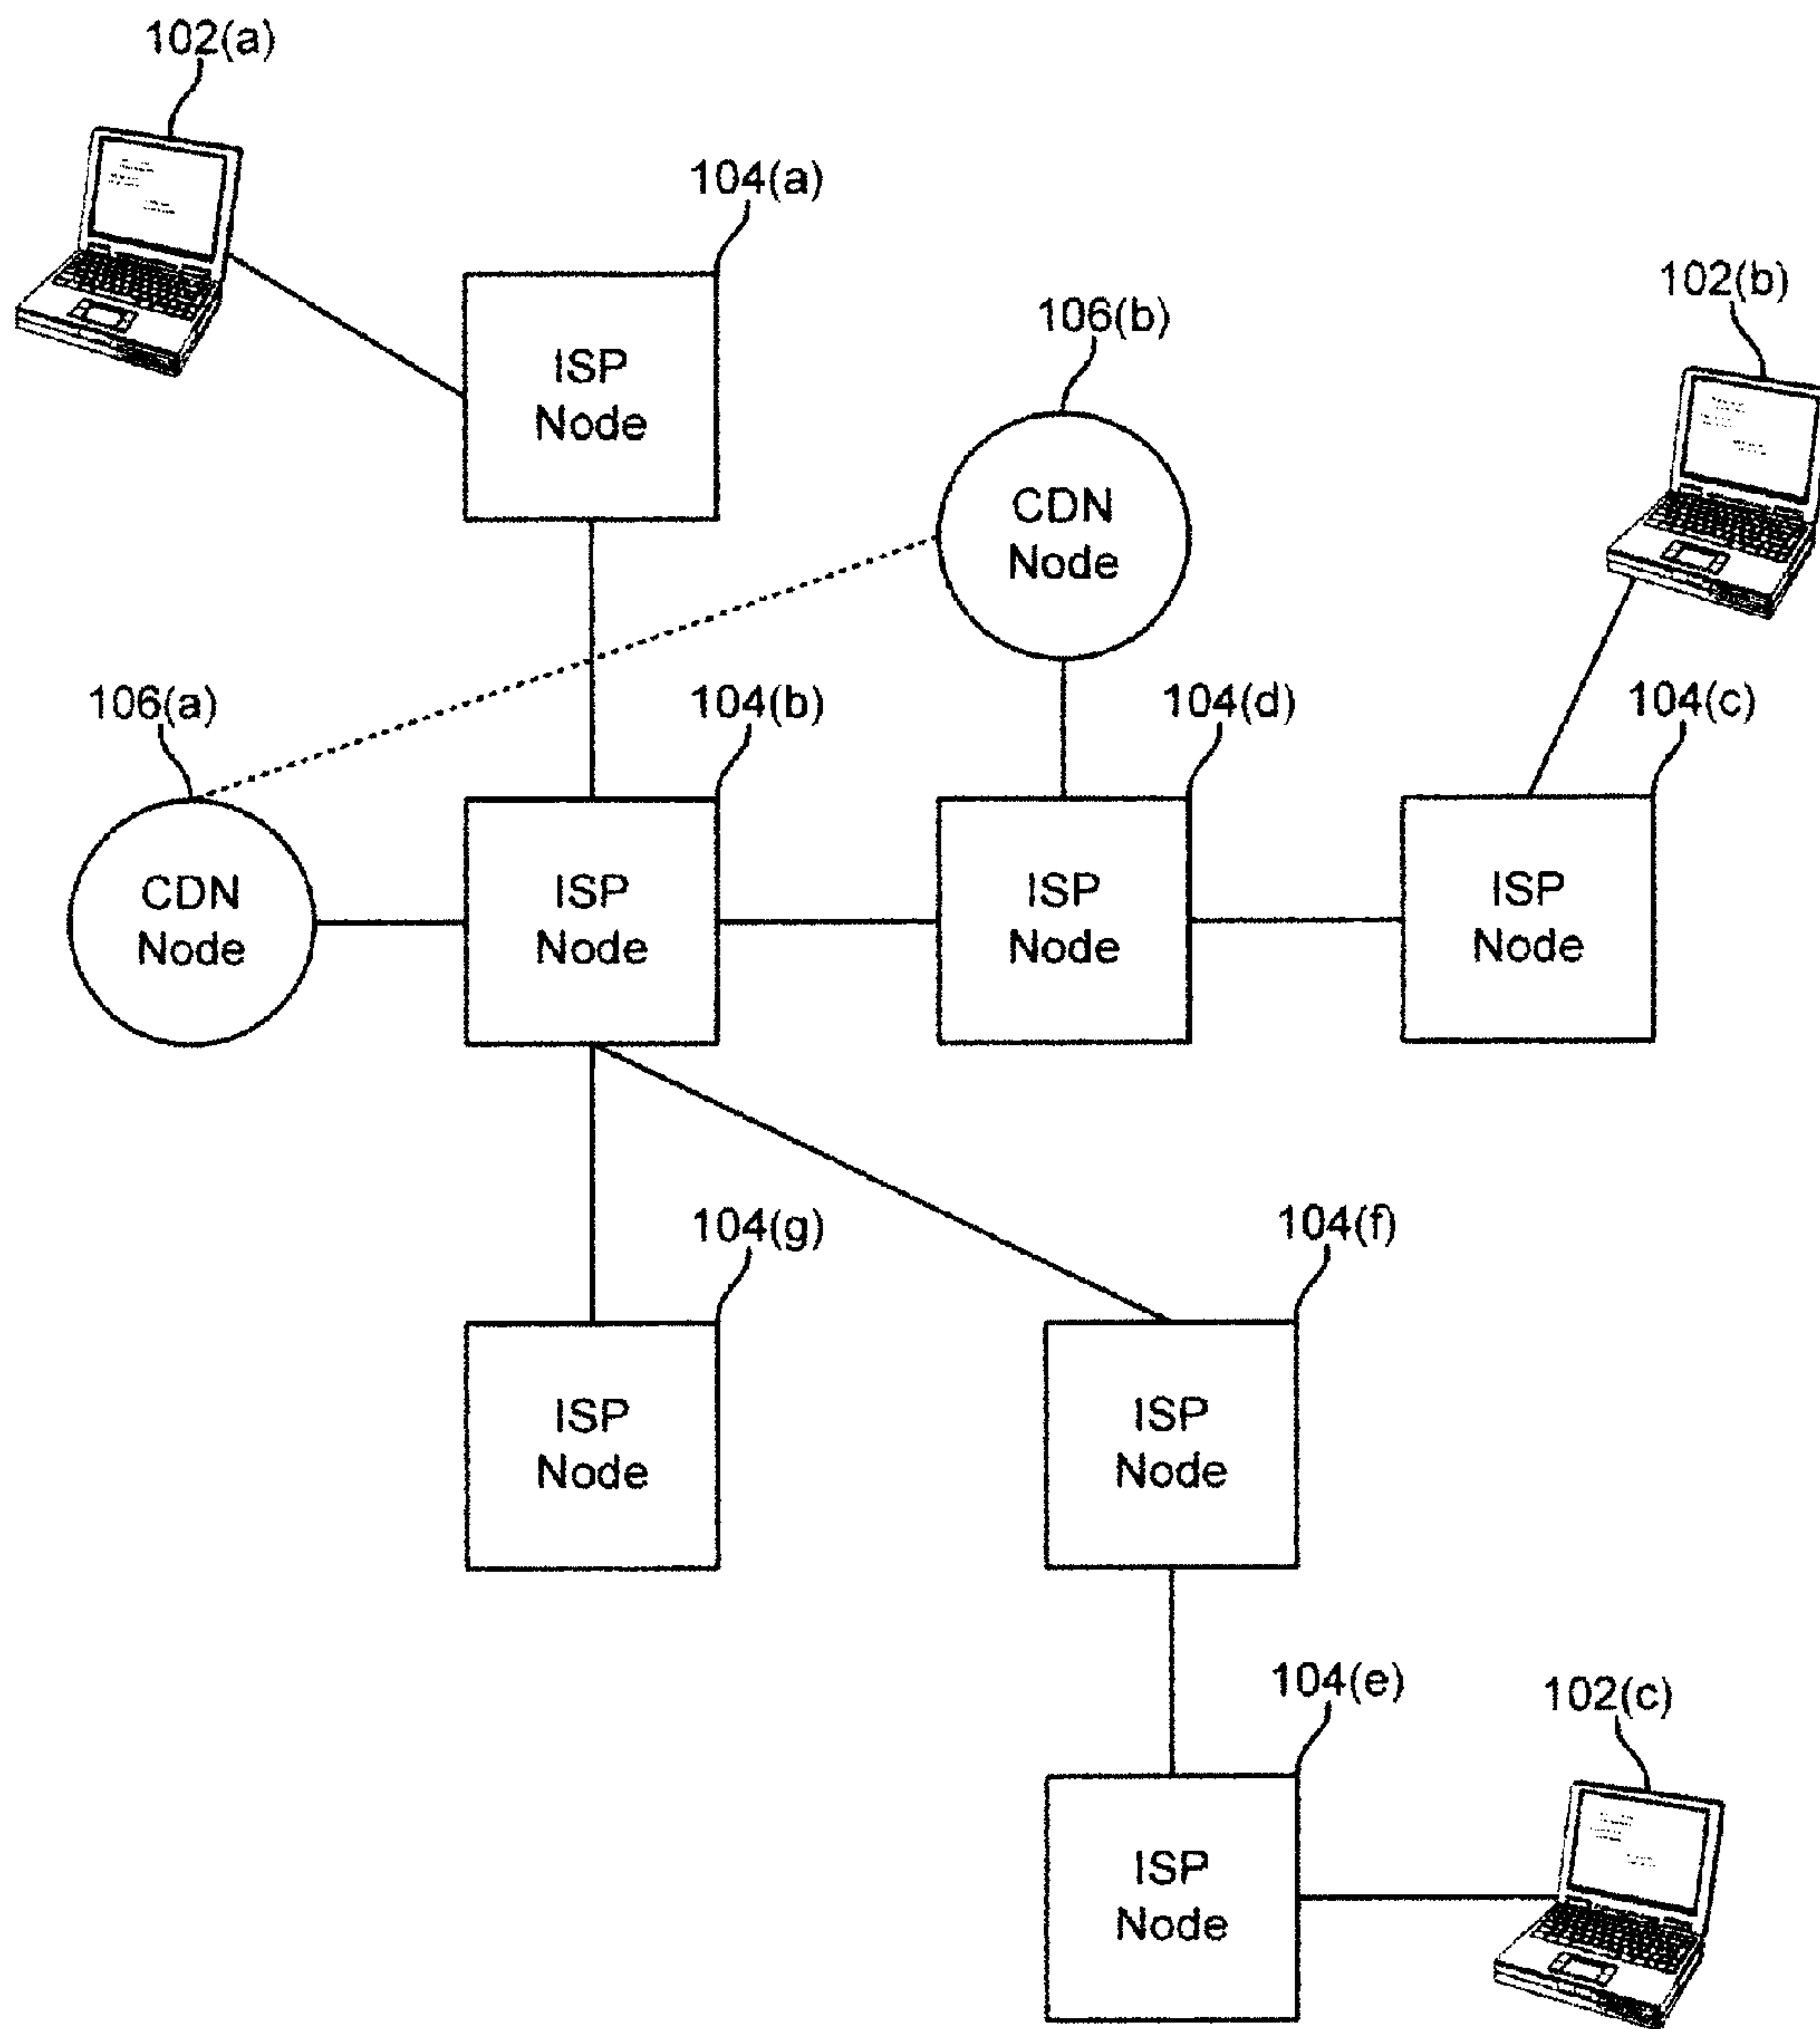 102(a)
104(a)
ISP
Node
102(b)
106(b)
CDN
Node
106(a)
104(b)
104(d)
104(c)
CDN
Node
ISP
Node
ISP
Node
ISP
Node
104(g)
104(f)
ISP
Node
ISP
Node
104(e)
102(c)
ISP
Node